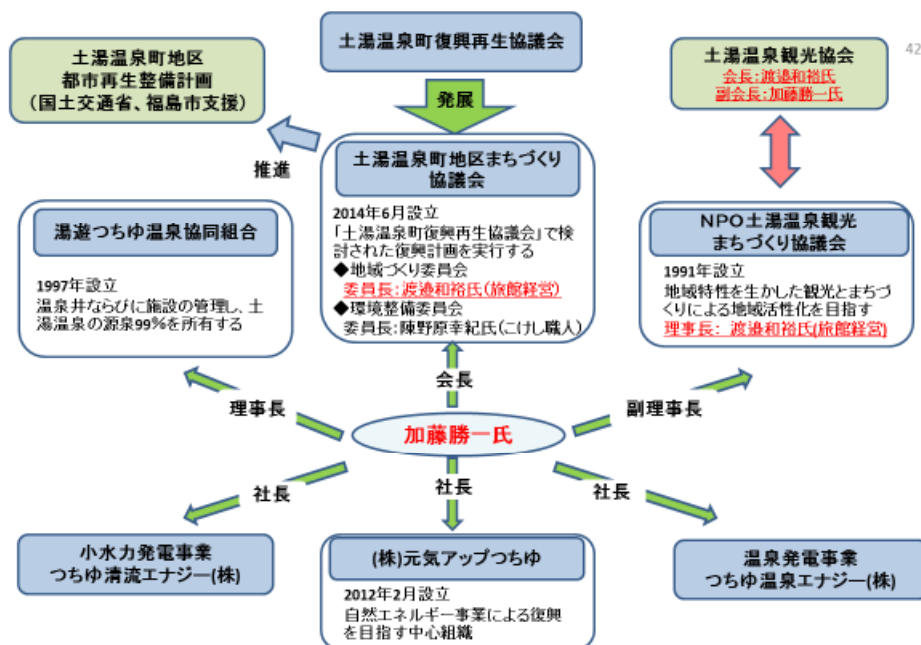 土湯温泉町復興再生協議会
42
土湯温泉町地区
都市再生整備計画
(国土交通省、福島市支援)
発展
土湯温泉観光協会
会長:渡邉和裕氏
副会長:加藤勝一氏
推進
土湯温泉町地区まちづくり
協議会
2014年6月設立
「土湯温泉町復興再生協議会」で検
討された復興計画を実行する
◆地域づくり委員会
委員長:渡邉和裕氏(旅館経営)
◆環境整備委員会
委員長:陳野原幸紀氏(こけし職人)
湯遊つちゆ温泉協同組合
1997年設立
温泉井ならびに施設の管理し、土
湯温泉の源泉99%を所有する
NPO土湯温泉観光
まちづくり協議会
1991年設立
地域特性を生かした観光とまちづ
くりによる地域活性化を目指す
理事長: 渡邉和裕氏(旅館経営)
会長
理事長
副理事長
加藤勝一氏
社長
社長
社長
小水力発電事業
つちゆ清流エナジー(株)
(株)元気アップつちゆ
2012年2月設立
自然エネルギー事業による復興
を目指す中心組織
温泉発電事業
つちゆ温泉エナジー(株)